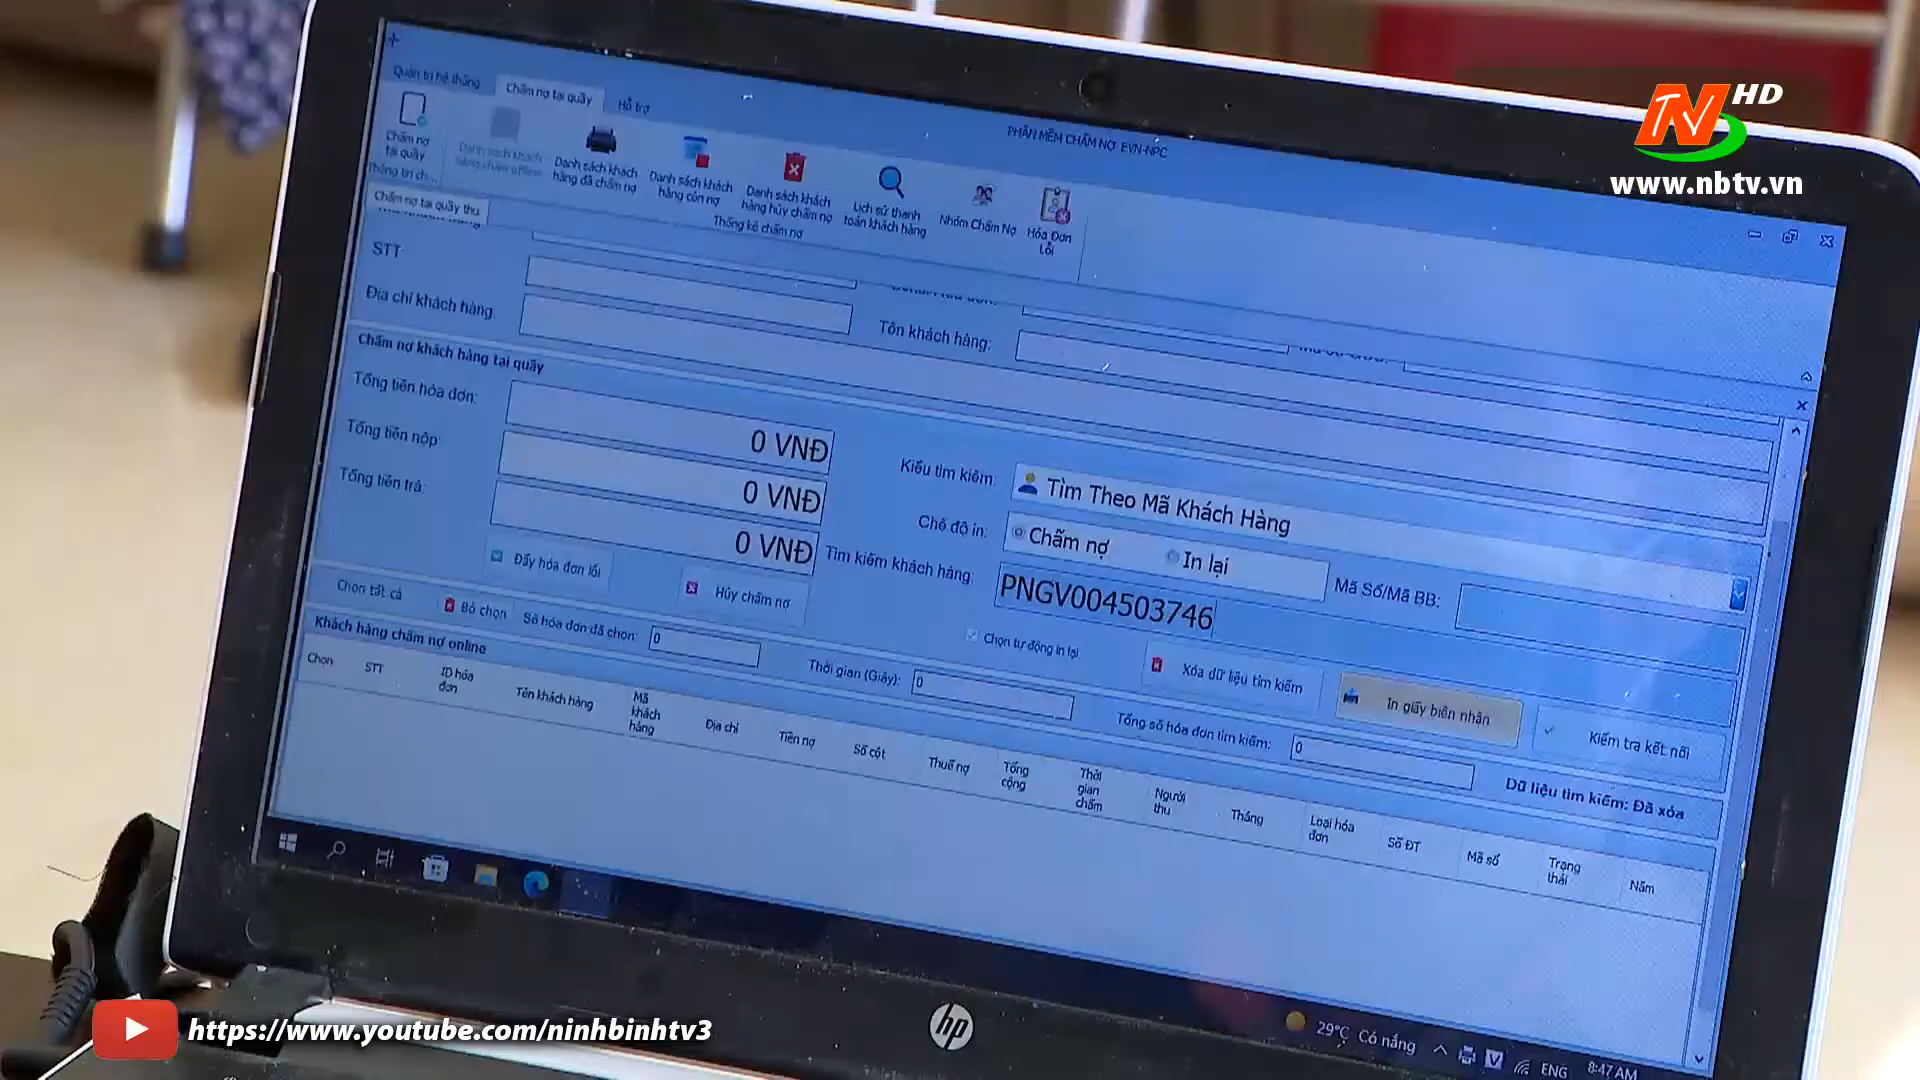 HD
www.nbtv.vn
PHẦN MỀM CHẤM NỢ EVN-NPC
Quản trị hệ thống
Chấm nợ tại quầy
Hỗ trợ
Chấm nợ tại quầy
Danh sách khách hàng chấm offline
Danh sách khách hàng đã chấm nợ
Danh sách khách hàng còn nợ
Danh sách khách hàng hủy chấm nợ
Lịch sử thanh toán khách hàng
Nhóm Chấm Nợ
Hóa Đơn Lỗi
Thông tin ch...
Thống kê chấm nợ
Chấm nợ tại quầy thu
STT
Địa chỉ khách hàng
Tên khách hàng:
Chấm nợ khách hàng tại quầy
Tổng tiền hóa đơn:
0 VNĐ
Tổng tiền nộp:
0 VNĐ
Tổng tiền trả:
0 VNĐ
Kiểu tìm kiếm:
Tìm Theo Mã Khách Hàng
Chế độ in:
Chấm nợ
In lại
Tìm kiếm khách hàng:
PNGV004503746
Mã Số/Mã BB:
Đẩy hóa đơn lỗi
Hủy chấm nợ
Chọn tự động in lại
Xóa dữ liệu tìm kiếm
In giấy biên nhận
Kiểm tra kết nối
Chọn tất cả
Bỏ chọn
Số hóa đơn đã chọn:
0
Thời gian (Giây):
0
Tổng số hóa đơn tìm kiếm:
0
Dữ liệu tìm kiếm: Đã xóa
Khách hàng chấm nợ online
Chọn
STT
ID hóa đơn
Tên khách hàng
Mã khách hàng
Địa chỉ
Tiền nợ
Số cột
Thuế nợ
Tổng cộng
Thời gian chấm
Người thu
Tháng
Loại hóa đơn
Số ĐT
Mã số
Trạng thái
Năm
29°C Có nắng
ENG
8:47 AM
hp
https://www.youtube.com/ninhbinhtv3